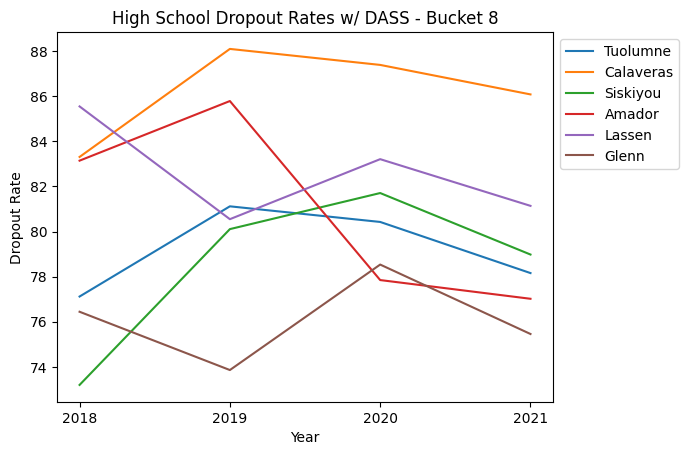 High School Dropout Rates w/ DASS - Bucket 8
Dropout Rate
88
86
84
82
80
78
76
74
2018
2019
2020
2021
Year
Tuolumne
Calaveras
Siskiyou
Amador
Lassen
Glenn